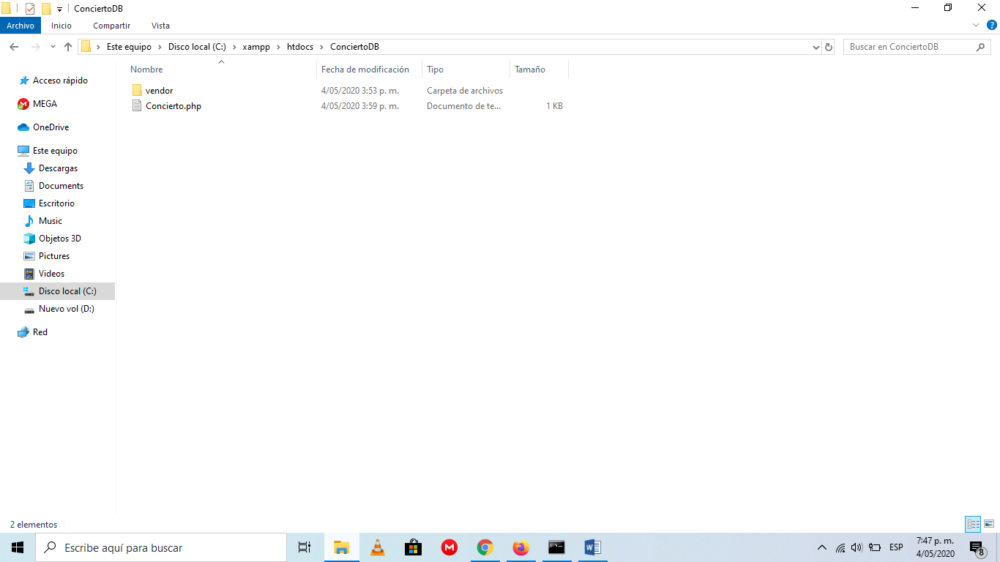 ConciertoDB
Archivo Inicio Compartir Vista
Este equipo Disco local (C:) xampp htdocs ConciertoDB Buscar en ConciertoDB
Nombre Fecha de modificación Tipo Tamaño
vendor 4/05/2020 3:53 p. m. Carpeta de archivos
Concierto.php 4/05/2020 3:59 p. m. Documento de te... 1 KB
Acceso rápido
MEGA
OneDrive
Este equipo
Descargas
Documents
Escritorio
Music
Objetos 3D
Pictures
Videos
Disco local (C:)
Nuevo vol (D:)
Red
2 elementos
Escribe aquí para buscar
ESP
7:47 p. m.
4/05/2020
8